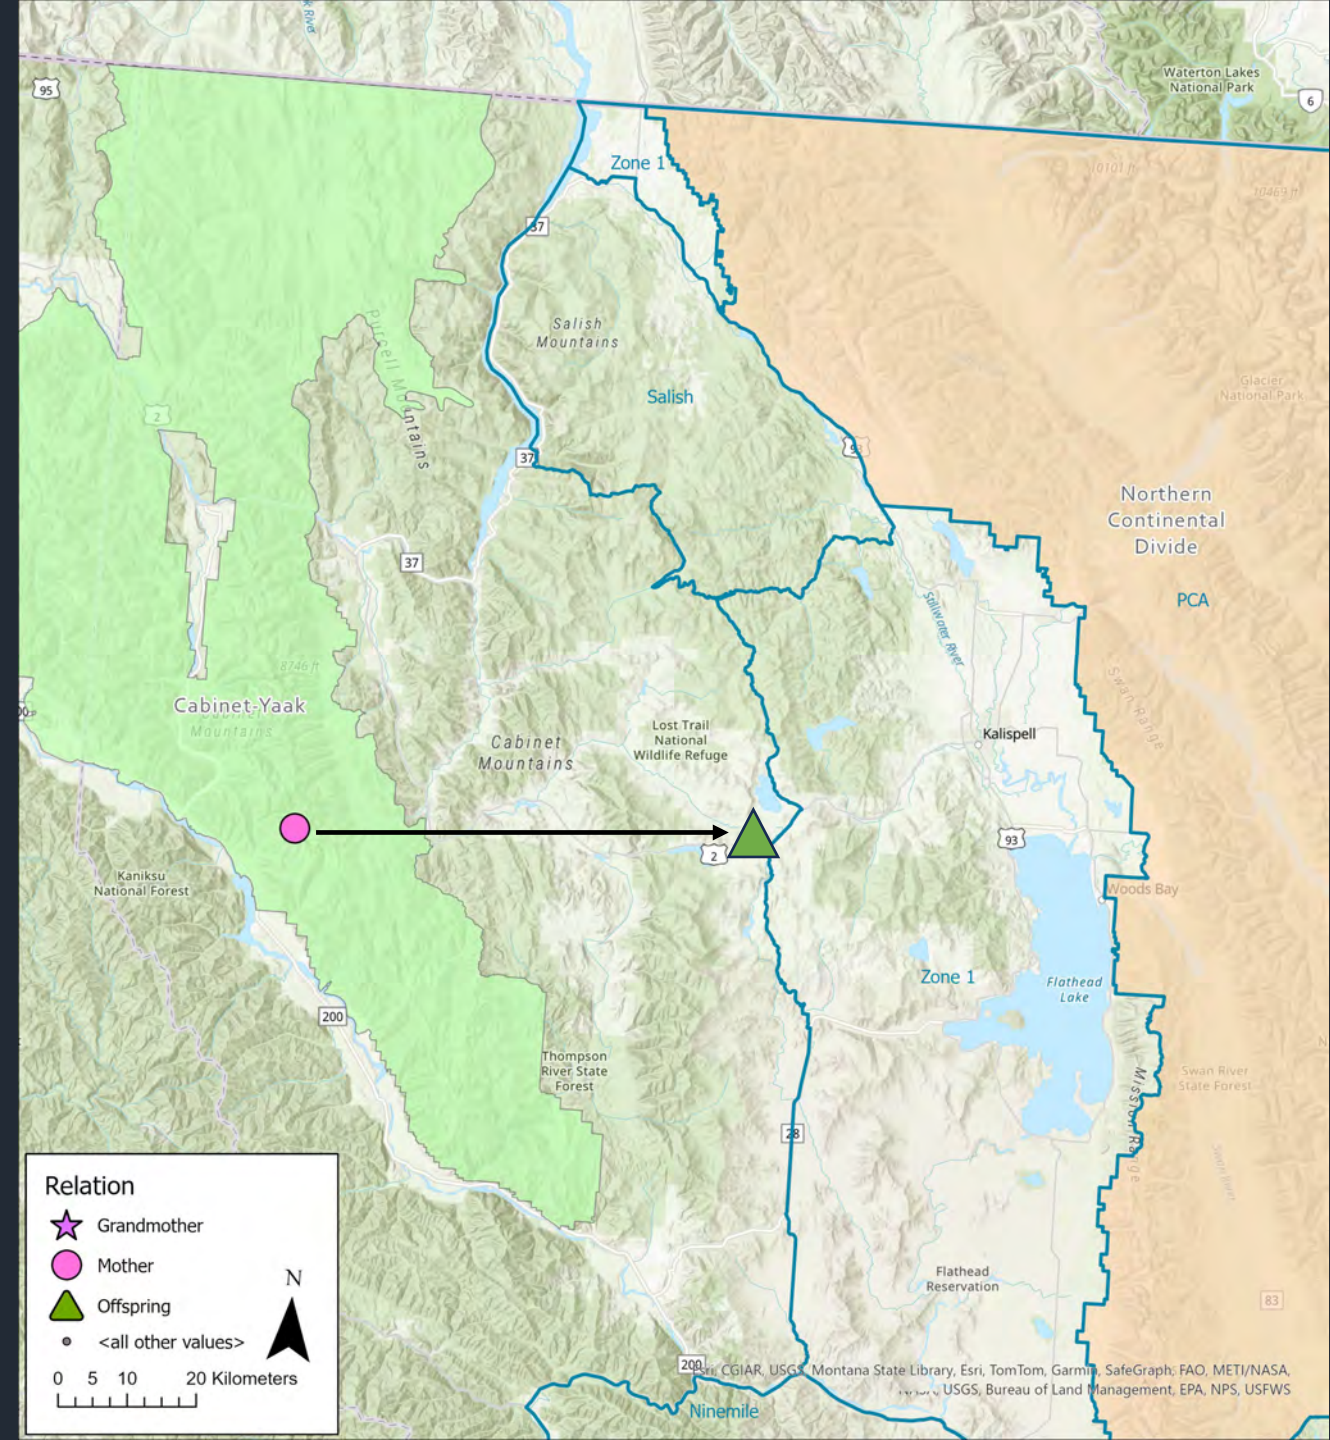 k River
95
Waterton Lakes
National Park
6
Zone 1
10101 ft
10469 ft
37
Salish
Mountains
Purcell Mountains
Salish
Glacier
National Park
2
93
37
Northern
Continental
Divide
37
PCA
Stillwater River
8746 ft
Swan Range
Cabinet-Yaak
Cabinet
Mountains
Lost Trail
National
Wildlife Refuge
Kalispell
Cabinet
Mountains
93
2
Kaniksu
National Forest
Woods Bay
Zone 1
Flathead
Lake
200
Thompson
River State
Forest
Swan River
State Forest
Mission Range
28
Swan River
Relation
Grandmother
Mother
Offspring
<all other values>
N
0 5 10 20 Kilometers
Flathead
Reservation
83
200
Esri, CGIAR, USGS, Montana State Library, Esri, TomTom, Garmin, SafeGraph, FAO, METI/NASA,
NASA, USGS, Bureau of Land Management, EPA, NPS, USFWS
Ninemile